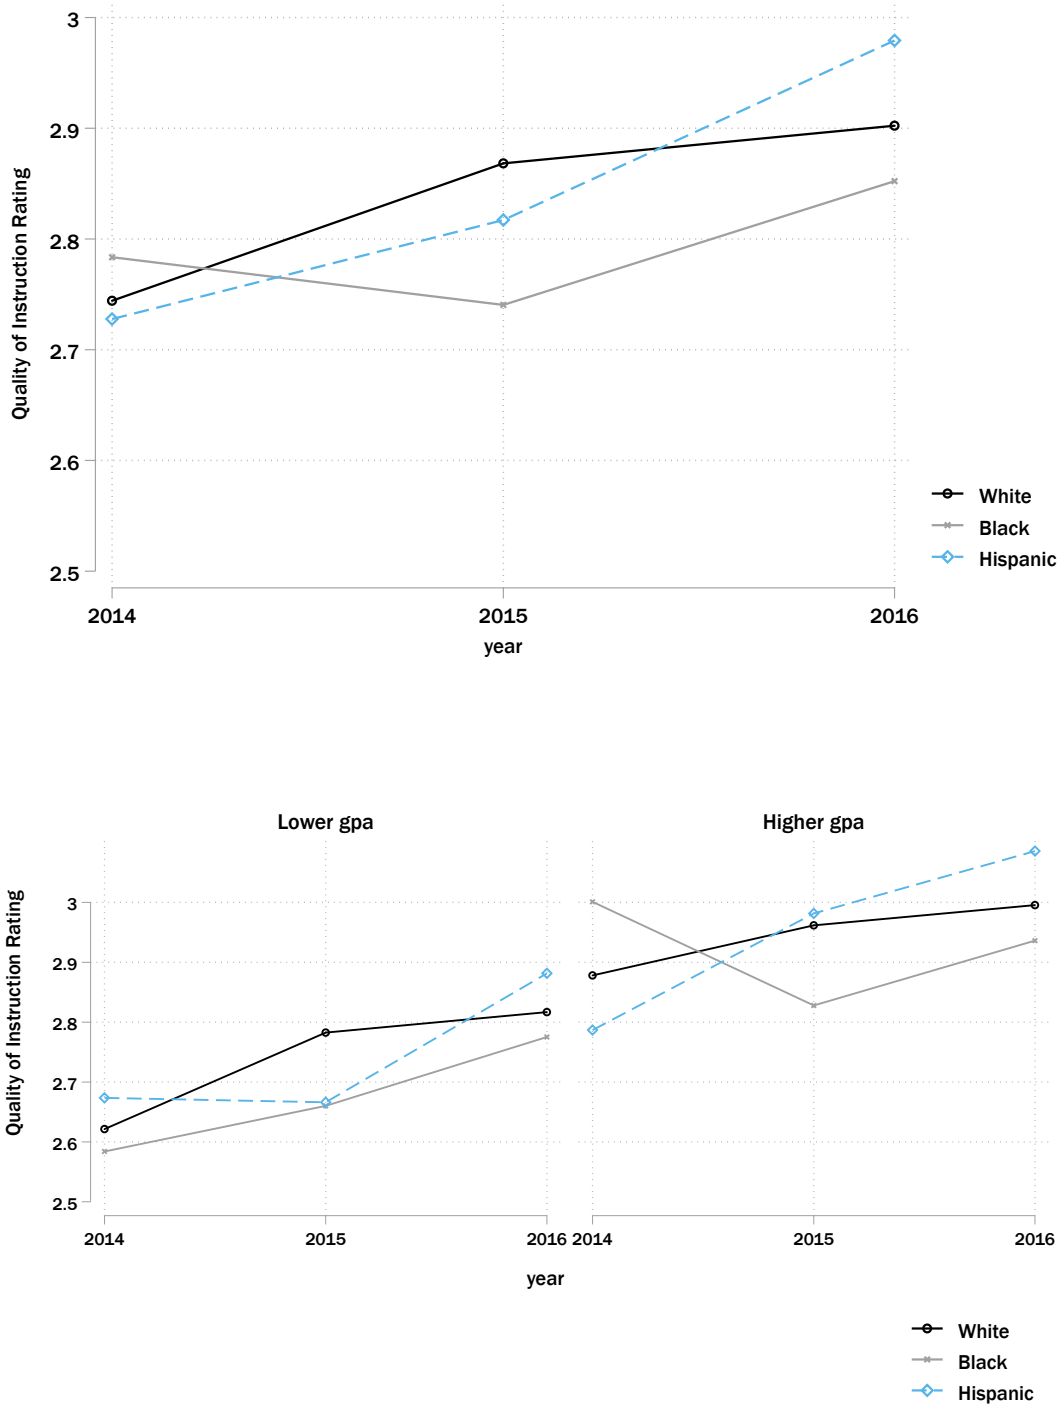 3
2.9
2.8
2.7
2.6
2.5
Quality of Instruction Rating
2014 2015 2016
year
White
Black
Hispanic
Lower gpa Higher gpa
3
2.9
2.8
2.7
2.6
2.5
Quality of Instruction Rating
2014 2015 2016 2014 2015 2016
year
White
Black
Hispanic